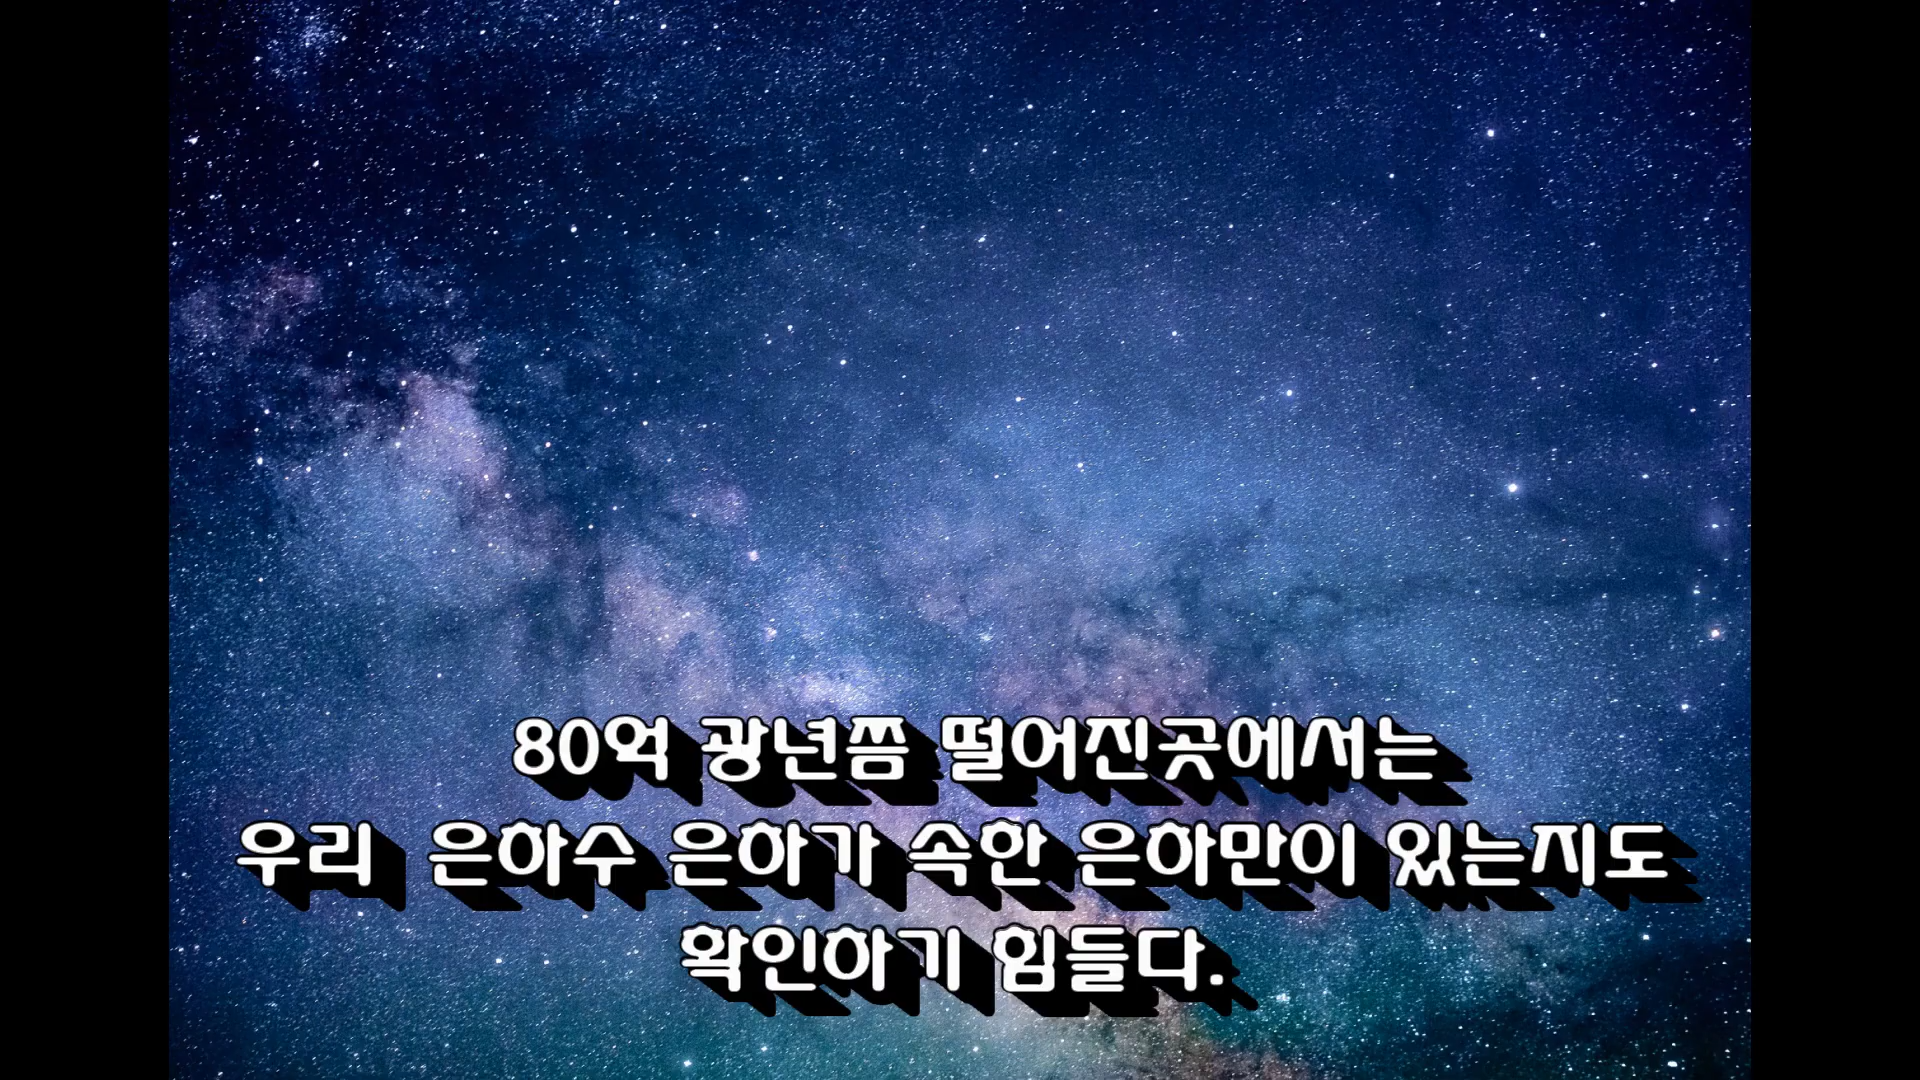 80억 광년쯤 떨어진곳에서는
우리  은하수 은하가 속한 은하만이 있는지도
확인하기 힘들다.